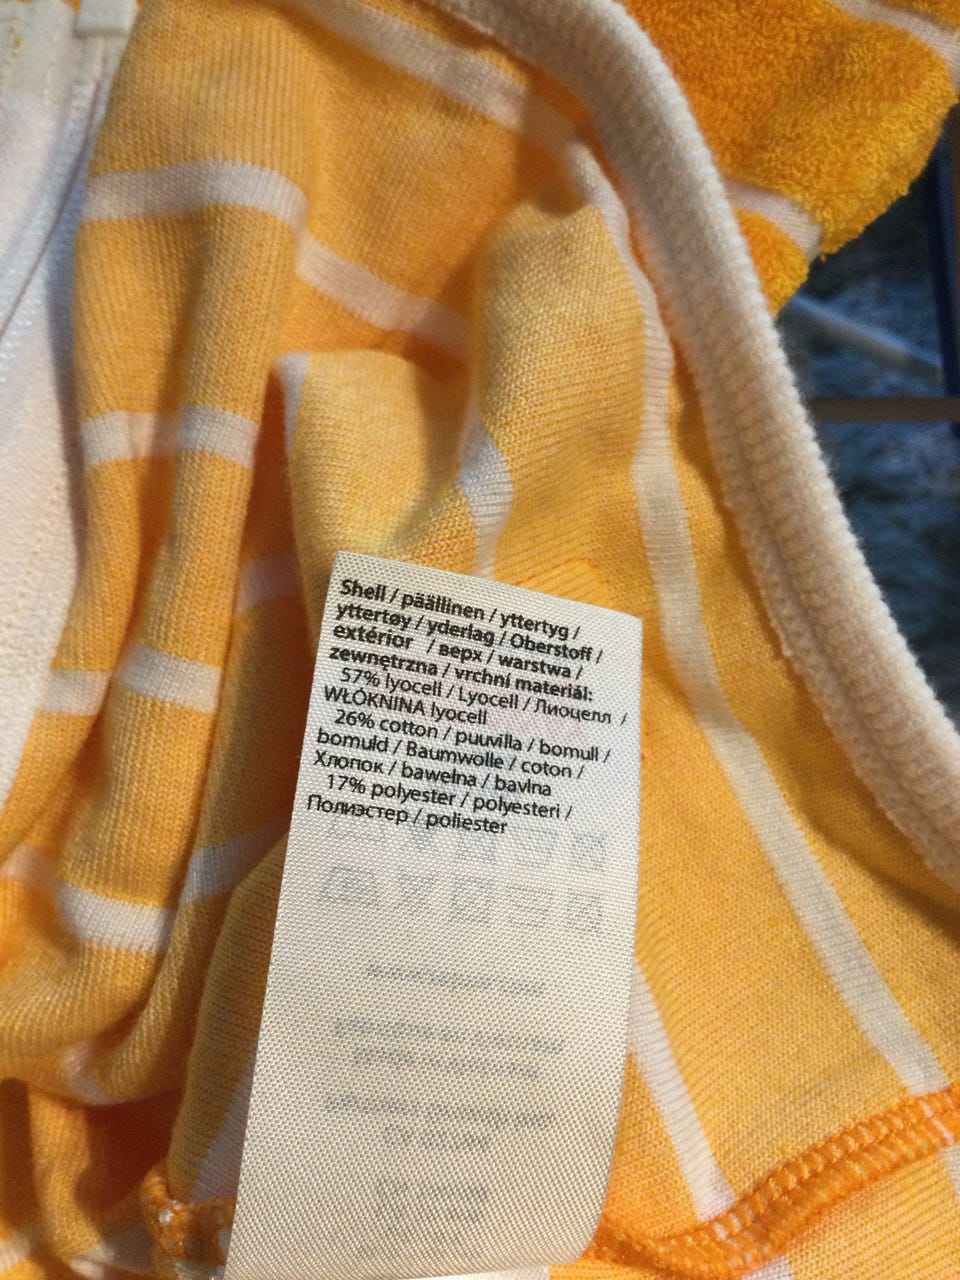 Shell / päällinen / yttertyg /
yttertøy / yderlag / Oberstoff /
extérior / верх / warstwa /
zewnętrzna / vrchní materiál:
57% lyocell / Lyocell / Лиоцелл /
WŁÓKNINA lyocell
26% cotton / puuvilla / bomull /
bomuld / Baumwolle / coton /
Хлопок / bawełna / bavlna
17% polyester / polyesteri /
Полиэстер / poliester